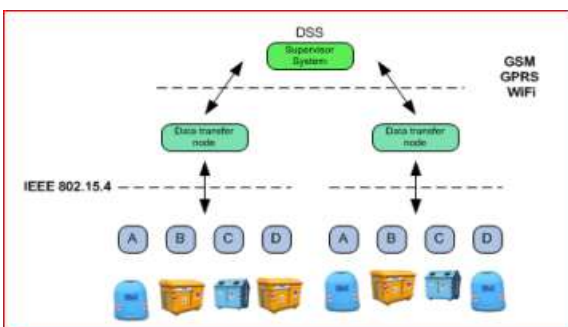 DSS
Supervisor
System
GSM
GPRS
WiFi
Data transfer
node
Data transfer
node
IEEE 802.15.4
A B C D A B C D